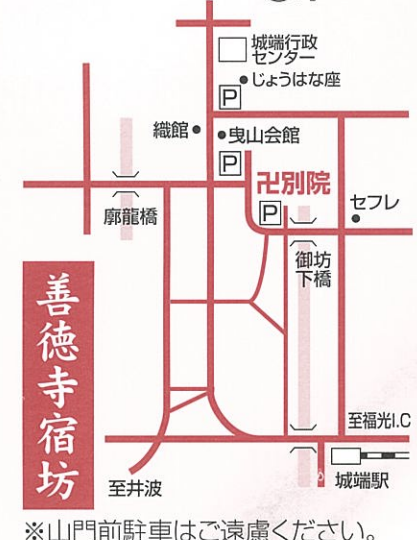 城端行政
センター
じょうはな座
P
織館
曳山会館
P
卍別院
P
セフレ
廓龍橋
御坊
下橋
善徳寺宿坊
至福光I.C
城端駅
至井波
※山門前駐車はご遠慮ください。